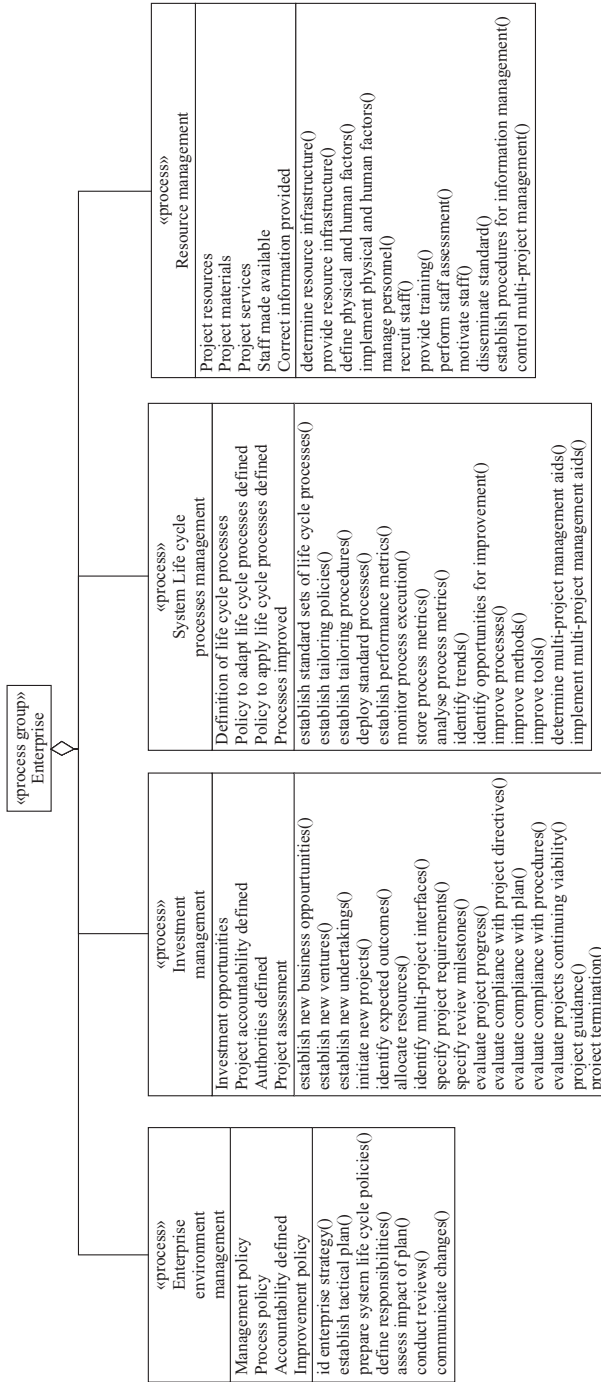 «process group»
Enterprise
«process»
Enterprise
environment
management
Management policy
Process policy
Accountability defined
Improvement policy
id enterprise strategy()
establish tactical plan()
prepare system life cycle policies()
define responsibilities()
assess impact of plan()
conduct reviews()
communicate changes()
«process»
Investment
management
Investment opportunities
Project accountability defined
Authorities defined
Project assessment
establish new business oppourtunities()
establish new ventures()
establish new undertakings()
initiate new projects()
identify expected outcomes()
allocate resources()
identify multi-project interfaces()
specify project requirements()
specify review milestones()
evaluate project progress()
evaluate compliance with project directives()
evaluate compliance with plan()
evaluate compliance with procedures()
evaluate projects continuing viability()
project guidance()
project termination()
«process»
System Life cycle
processes management
Definition of life cycle processes
Policy to adapt life cycle processes defined
Policy to apply life cycle processes defined
Processes improved
establish standard sets of life cycle processes()
establish tailoring policies()
establish tailoring procedures()
deploy standard processes()
establish performance metrics()
monitor process execution()
store process metrics()
analyse process metrics()
identify trends()
identify opportunities for improvement()
improve processes()
improve methods()
improve tools()
determine multi-project management aids()
implement multi-project management aids()
«process»
Resource management
Project resources
Project materials
Project services
Staff made available
Correct information provided
determine resource infrastructure()
provide resource infrastructure()
define physical and human factors()
implement physical and human factors()
manage personnel()
recruit staff()
provide training()
perform staff assessment()
motivate staff()
disseminate standard()
establish procedures for information management()
control multi-project management()